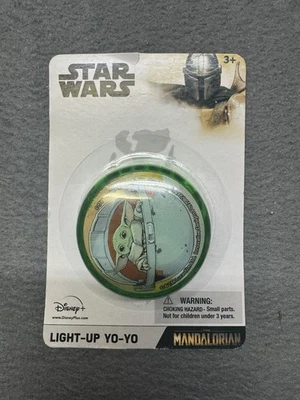 STAR
WARS
3+
Disney+
www.DisneyPlus.com
WARNING:
CHOKING HAZARD - Small parts.
Not for children under 3 years.
LIGHT-UP YO-YO
THE
MANDALORIAN